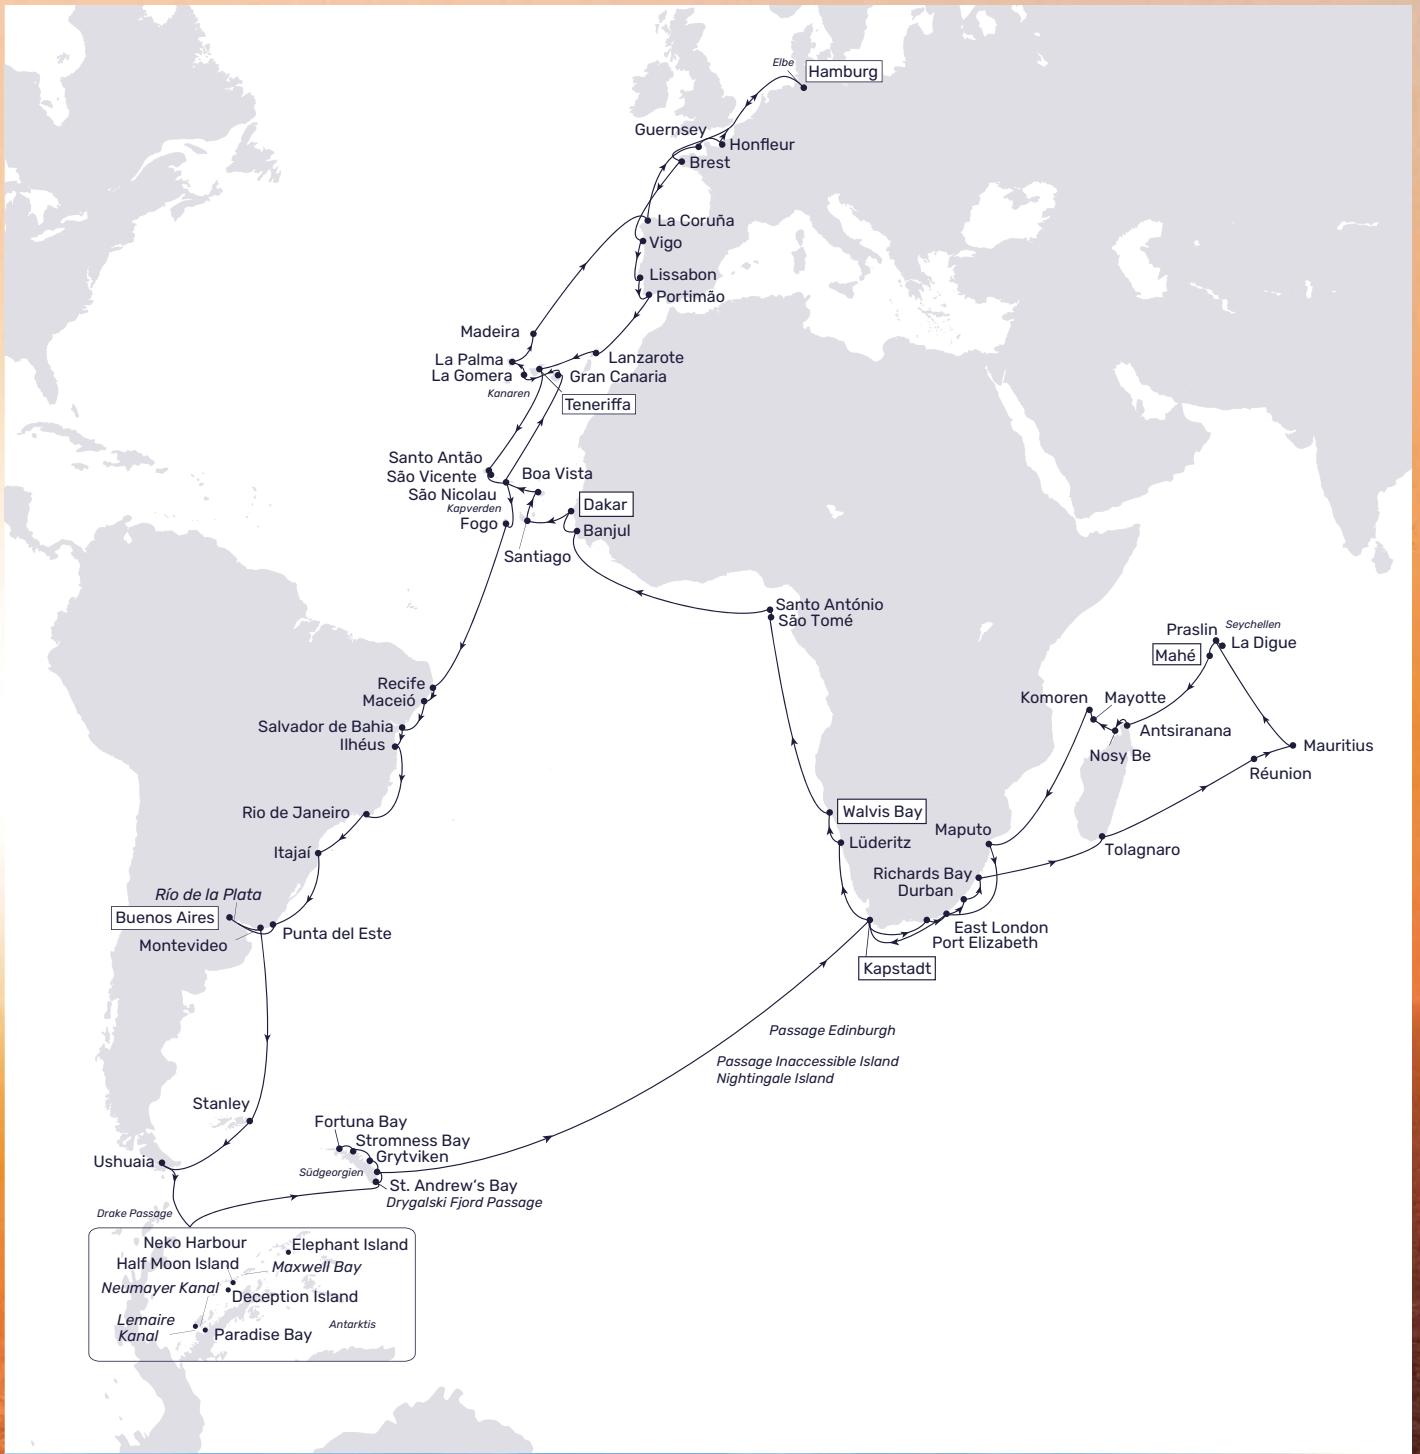 Elbe
Hamburg
Guernsey
Honfleur
Brest
La Coruña
Vigo
Lissabon
Portimão
Madeira
La Palma
Lanzarote
La Gomera
Gran Canaria
Kanaren
Teneriffa
Santo Antão
São Vicente
Boa Vista
São Nicolau
Kapverden
Dakar
Fogo
Banjul
Santiago
Santo António
São Tomé
Praslin
Seychellen
La Digue
Mahé
Recife
Maceió
Komoren
Mayotte
Salvador de Bahia
Antsiranana
Ilhéus
Mauritius
Nosy Be
Réunion
Rio de Janeiro
Walvis Bay
Maputo
Lüderitz
Tolagnaro
Itajaí
Richards Bay
Durban
Río de la Plata
Buenos Aires
Punta del Este
East London
Montevideo
Port Elizabeth
Kapstadt
Passage Edinburgh
Passage Inaccessible Island
Nightingale Island
Stanley
Fortuna Bay
Stromness Bay
Grytviken
Ushuaia
Südgeorgien
St. Andrew‘s Bay
Drygalski Fjord Passage
Drake Passage
Neko Harbour
Elephant Island
Half Moon Island
Maxwell Bay
Neumayer Kanal
Deception Island
Lemaire
Kanal
Antarktis
Paradise Bay